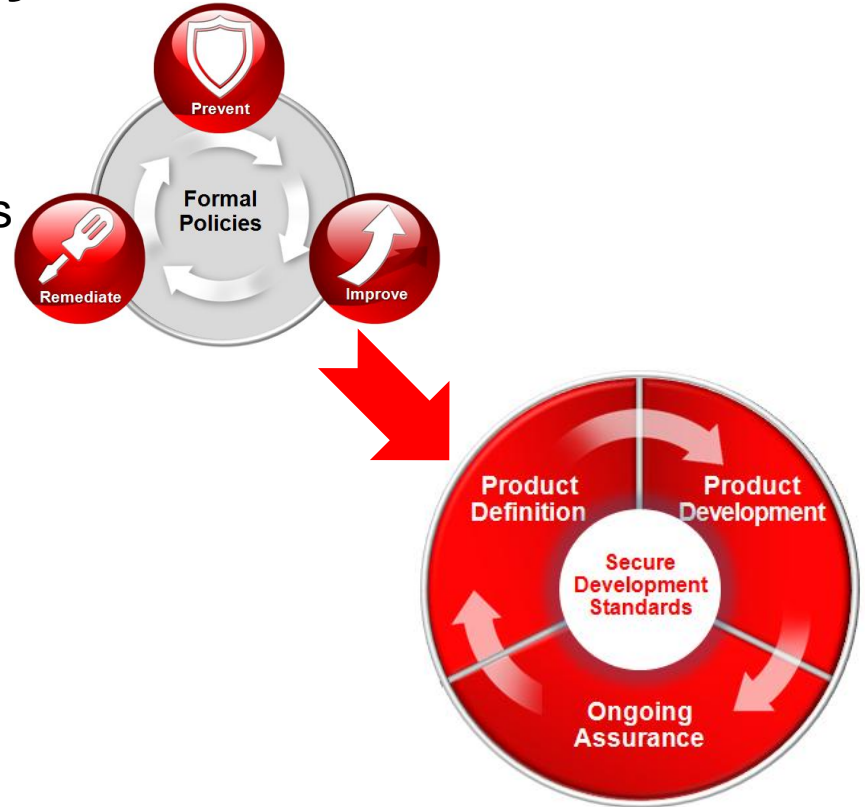 Prevent
s
Formal
Policies
Remediate
Improve
Product
Definition
Product
Development
Secure
Development
Standards
Ongoing
Assurance